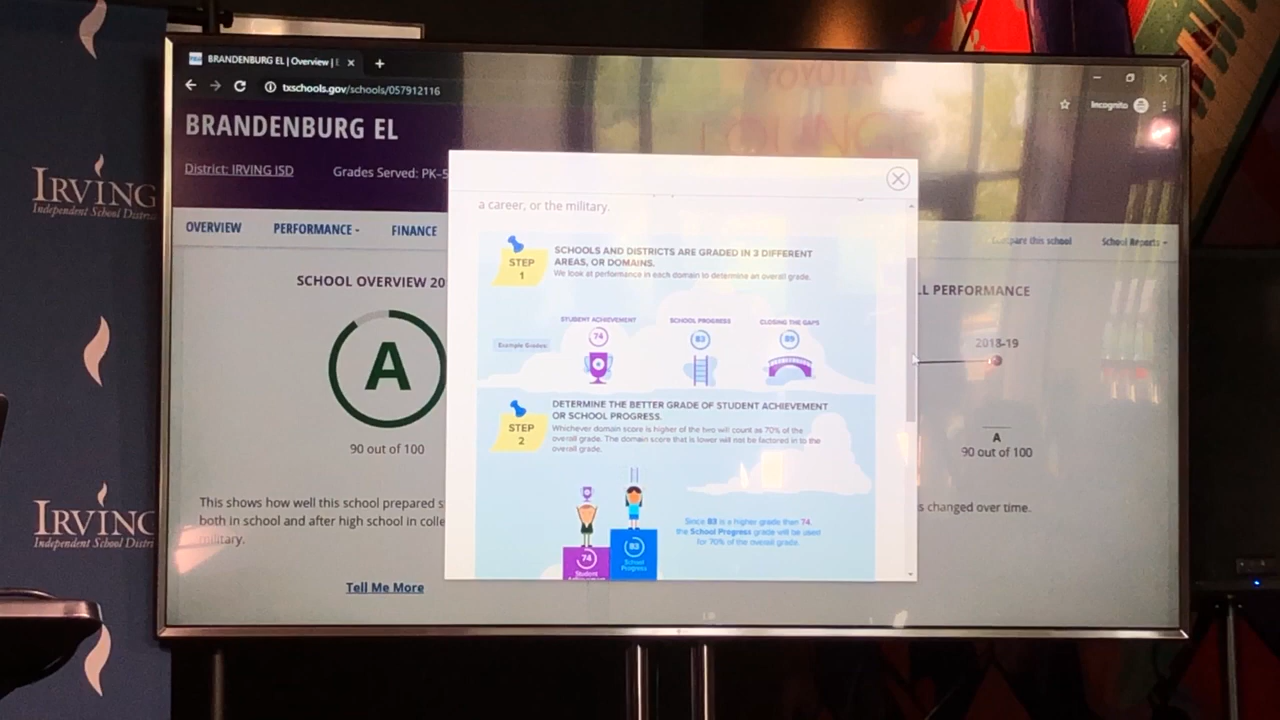 BRANDENBURG EL | Overview |
txschools.gov/schools/057912116
Incognito
BRANDENBURG EL
District: IRVING ISD
Grades Served: PK-5
OVERVIEW
PERFORMANCE
FINANCE
this school
School Reports
SCHOOL OVERVIEW 20
A
90 out of 100
This shows how well this school prepared s
both in school and after high school in colle
military.
Tell Me More
a career, or the military.
STEP
1
SCHOOLS AND DISTRICTS ARE GRADED IN 3 DIFFERENT
AREAS, OR DOMAINS.
We look at performance in each domain to determine an overall grade.
STUDENT ACHIEVEMENT
SCHOOL PROGRESS
CLOSING THE GAPS
Example Grades:
74
83
89
STEP
2
DETERMINE THE BETTER GRADE OF STUDENT ACHIEVEMENT
OR SCHOOL PROGRESS.
Whichever domain score is higher of the two will count as 70% of the
overall grade. The domain score that is lower will not be factored in to the
overall grade.
74
Student
Achievement
83
School
Progress
Since 83 is a higher grade then 74,
the School Progress grade will be used
for 70% of the overall grade.
LL PERFORMANCE
2018-19
A
90 out of 100
s changed over time.
IRVING
Independent School Distri
IRVING
Independent School Distri
TOYOTA